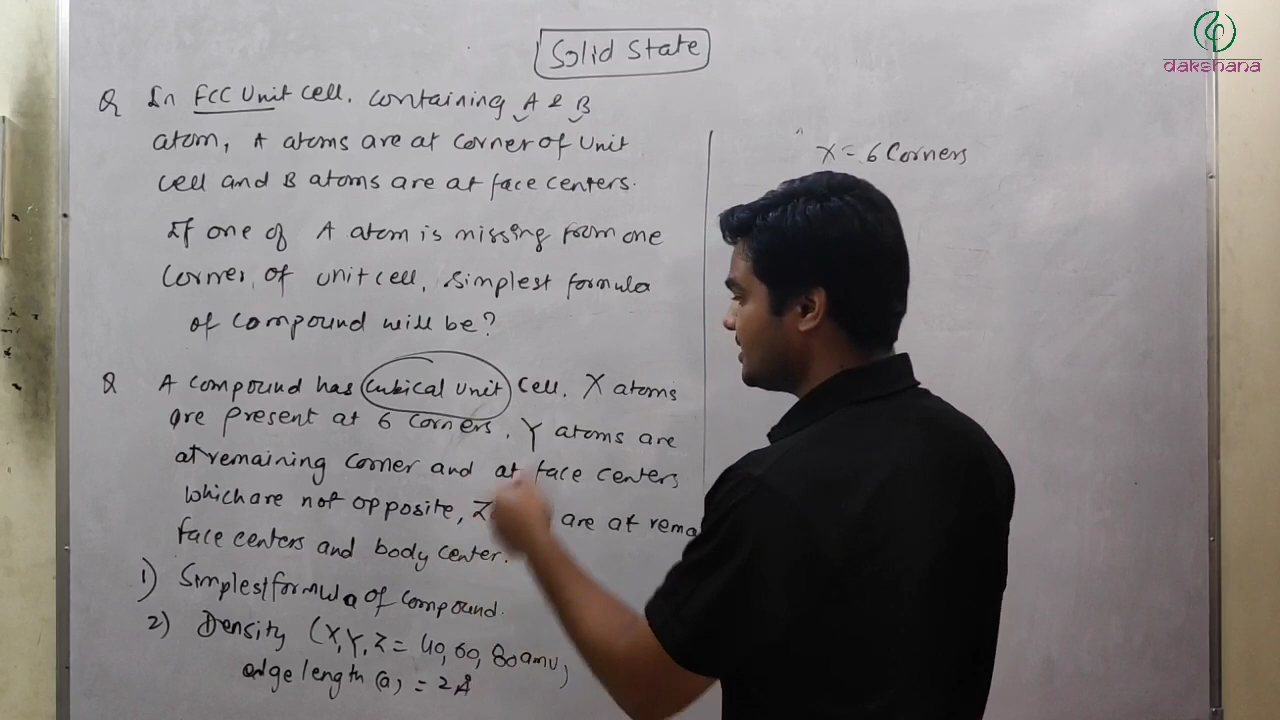 Solid State
dakshana
Q In FCC Unit cell. containing A & B
atom, A atoms are at corner of Unit
cell and B atoms are at face centers.
If one of A atom is missing from one
Corner of unit cell, simplest formula
of compound will be?
Q A compound has Cubical Unit Cell. X atoms
are present at 6 corners, Y atoms are
at remaining corner and at face centers
which are not opposite, Z are at rema
face centers and body center.
1) Simplest formula of compound.
2) Density (X, Y, Z = 40, 60, 80 amu,
edge length (a) = 2 Å
X = 6 Corners